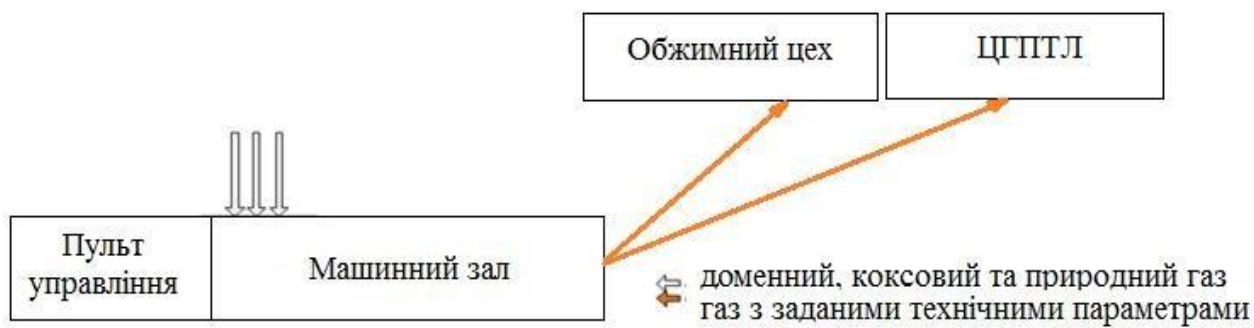 Обжимний цех
ЦГПТЛ
Пульт
управління
Машинний зал
доменний, коксовий та природний газ
газ з заданими технічними параметрами